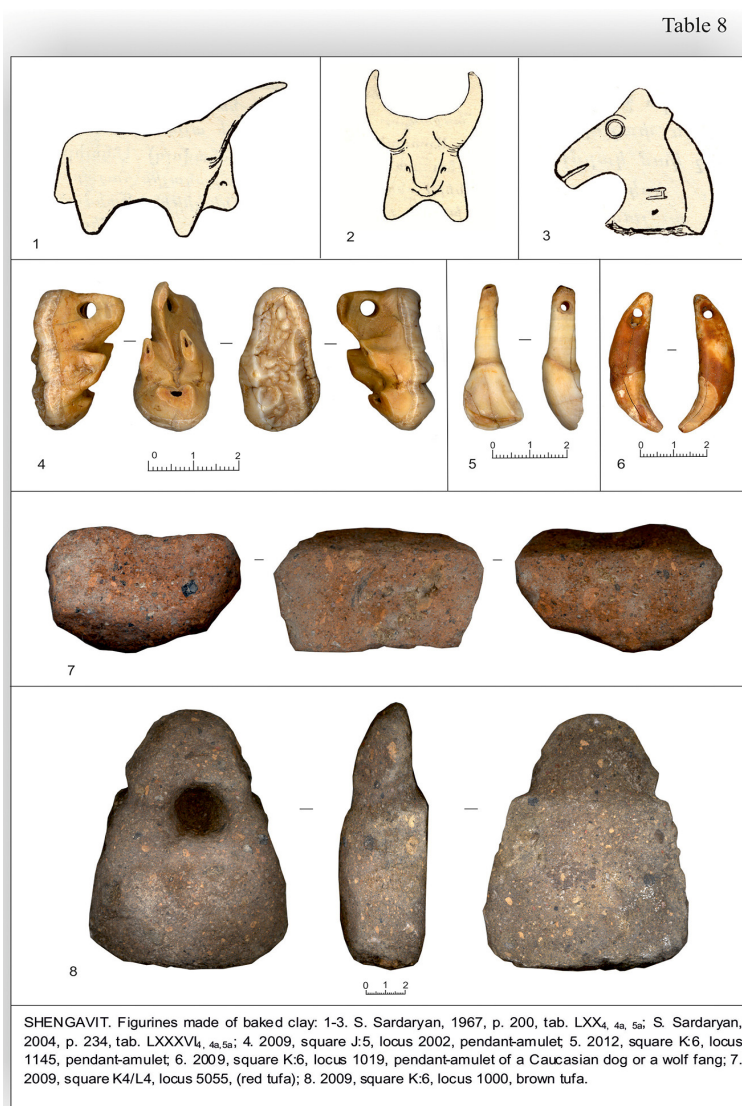 Table 8
1
2
3
4
0 1 2
5
0 1 2
6
0 1 2
7
8
0 1 2
SHENGAVIT. Figurines made of baked clay: 1-3. S. Sardaryan, 1967, p. 200, tab. LXX4, 4a, 5a; S. Sardaryan,
2004, p. 234, tab. LXXXVI4, 4a,5a; 4. 2009, square J:5, locus 2002, pendant-amulet; 5. 2012, square K:6, locus
1145, pendant-amulet; 6. 2009, square K:6, locus 1019, pendant-amulet of a Caucasian dog or a wolf fang; 7.
2009, square K4/L4, locus 5055, (red tufa); 8. 2009, square K:6, locus 1000, brown tufa.